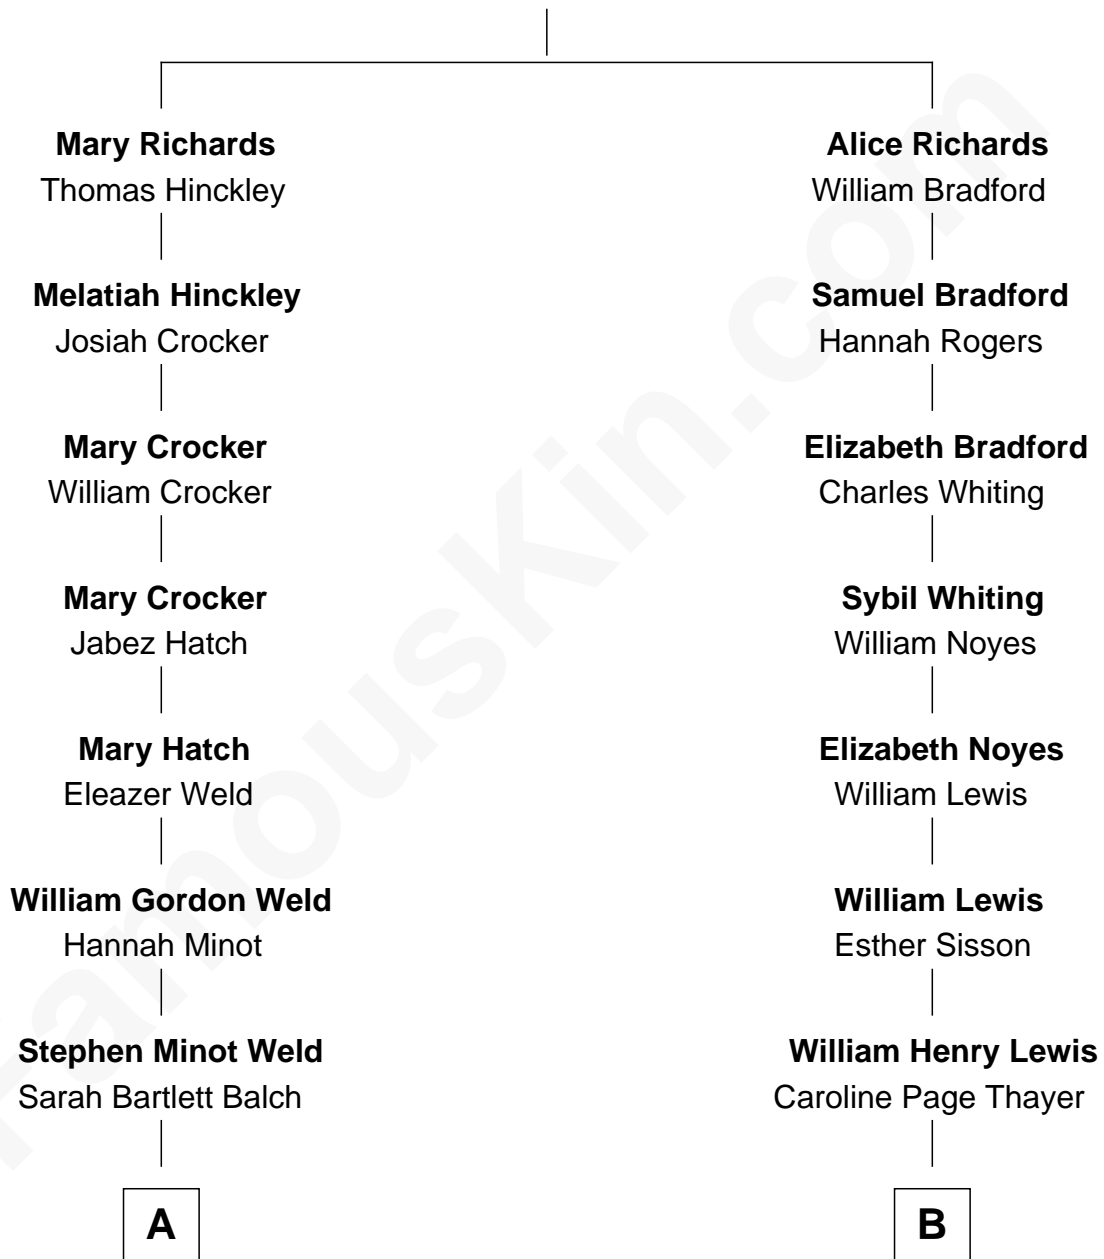 Mary Richards
Thomas Hinckley
Alice Richards
William Bradford
Melatiah Hinckley
Josiah Crocker
Samuel Bradford
Hannah Rogers
Mary Crocker
William Crocker
Elizabeth Bradford
Charles Whiting
Mary Crocker
Jabez Hatch
Sybil Whiting
William Noyes
Mary Hatch
Eleazer Weld
Elizabeth Noyes
William Lewis
William Gordon Weld
Hannah Minot
William Lewis
Esther Sisson
Stephen Minot Weld
Sarah Bartlett Balch
William Henry Lewis
Caroline Page Thayer
A
B
FamousKin.com